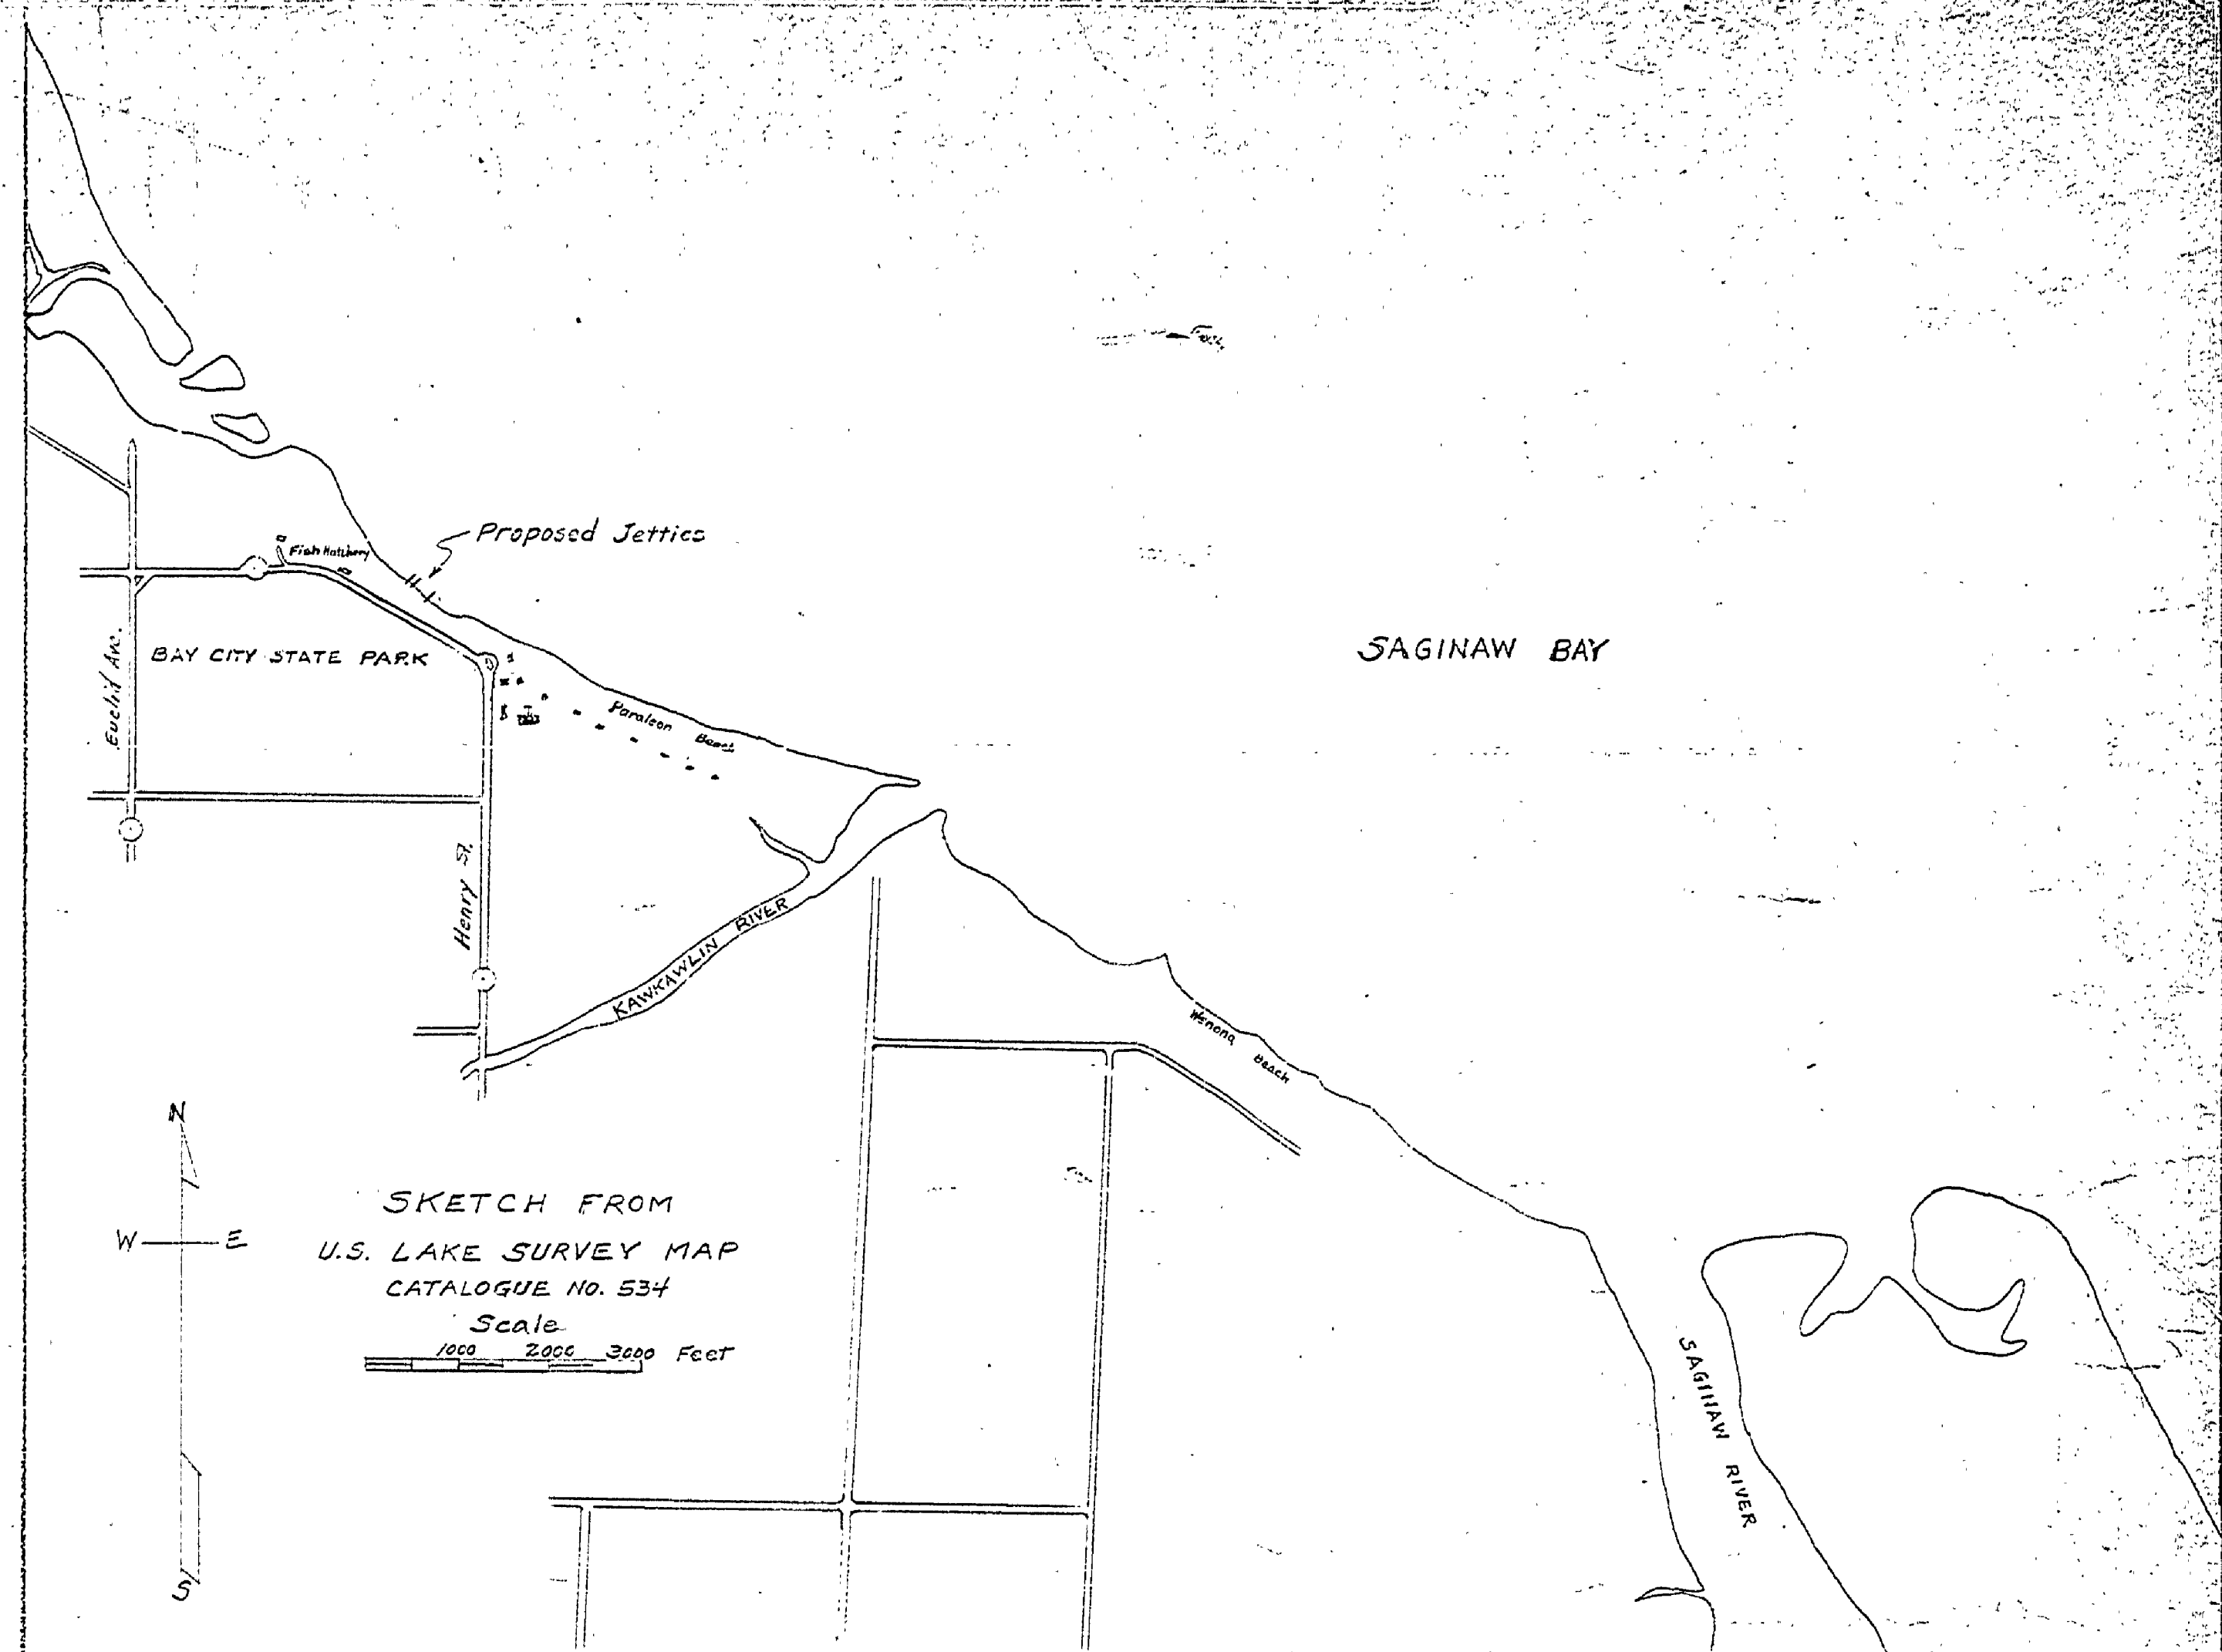 Proposed Jetties
Fish Hatchery
BAY CITY STATE PARK
Euclid Ave.
SAGINAW BAY
Beach
Henry St.
KAWKAWLIN RIVER
Wenona
Beach
N
W E
S
SKETCH FROM
U.S. LAKE SURVEY MAP
CATALOGUE NO. 534
Scale
1000 2000 3000 Feet
SAGINAW RIVER